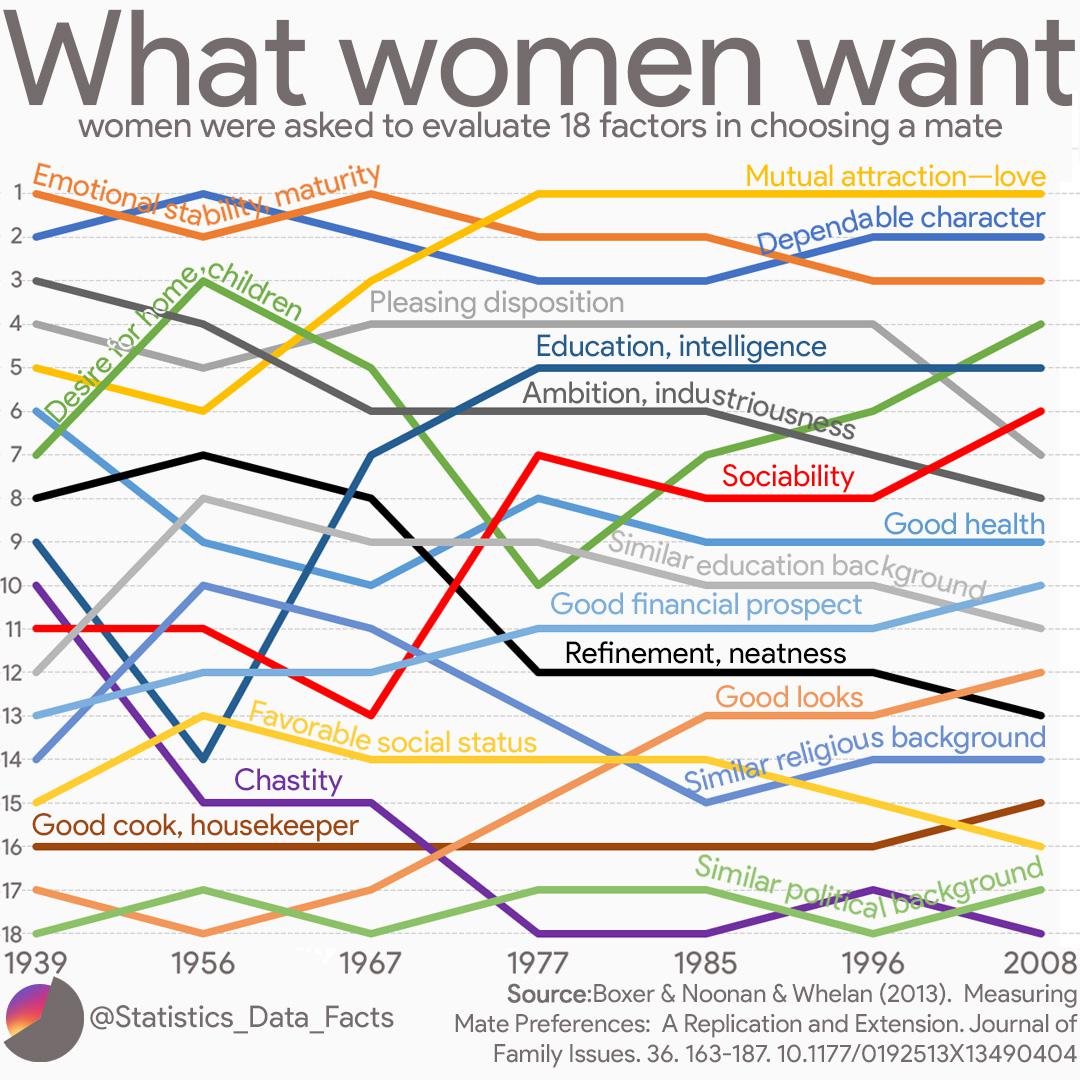 What women want
women were asked to evaluate 18 factors in choosing a mate
Emotional stability, maturity
Mutual attraction—love
1
Dependable character
2
Desire for home, children
3
Pleasing disposition
4
Education, intelligence
5
Ambition, industriousness
6
7
Sociability
8
Good health
9
Similar education background
10
Good financial prospect
11
Refinement, neatness
12
Good looks
13
Favorable social status
Similar religious background
14
Chastity
15
Good cook, housekeeper
16
Similar political background
17
18
1939 1956 1967 1977 1985 1996 2008
@Statistics_Data_Facts
Source:Boxer & Noonan & Whelan (2013). Measuring
Mate Preferences: A Replication and Extension. Journal of
Family Issues. 36. 163-187. 10.1177/0192513X13490404